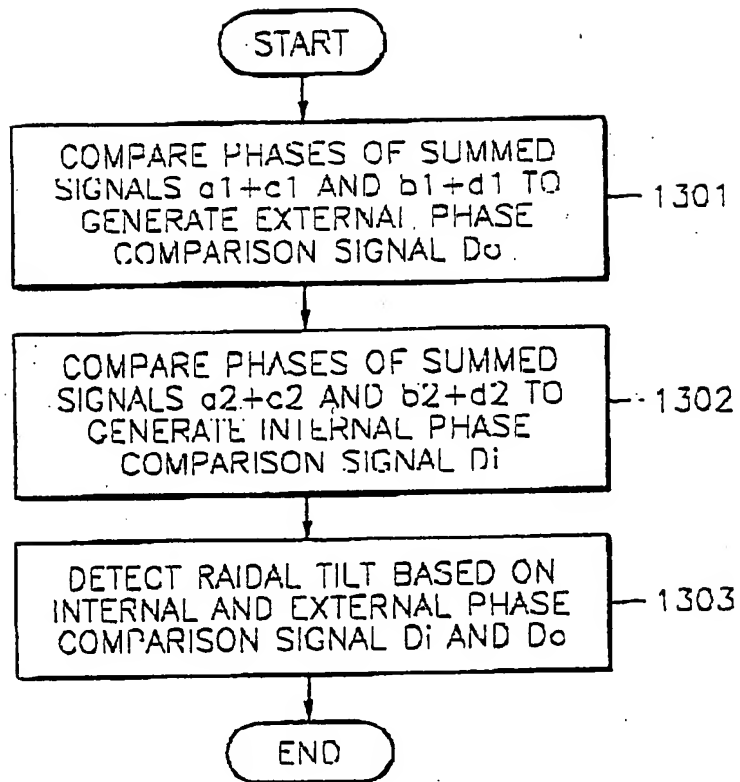 START
COMPARE PHASES OF SUMMED
SIGNALS a1+c1 AND b1+d1 TO
GENERATE EXTERNAL PHASE
COMPARISON SIGNAL Do
1301
COMPARE PHASES OF SUMMED
SIGNALS a2+c2 AND b2+d2 TO
GENERATE INTERNAL PHASE
COMPARISON SIGNAL Di
1302
DETECT RAIDAL TILT BASED ON
INTERNAL AND EXTERNAL PHASE
COMPARISON SIGNAL Di AND Do
1303
END